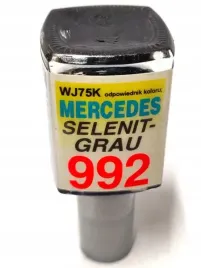 WJ75K odpowiednik koloru:
MERCEDES
SELENIT-
GRAU
992